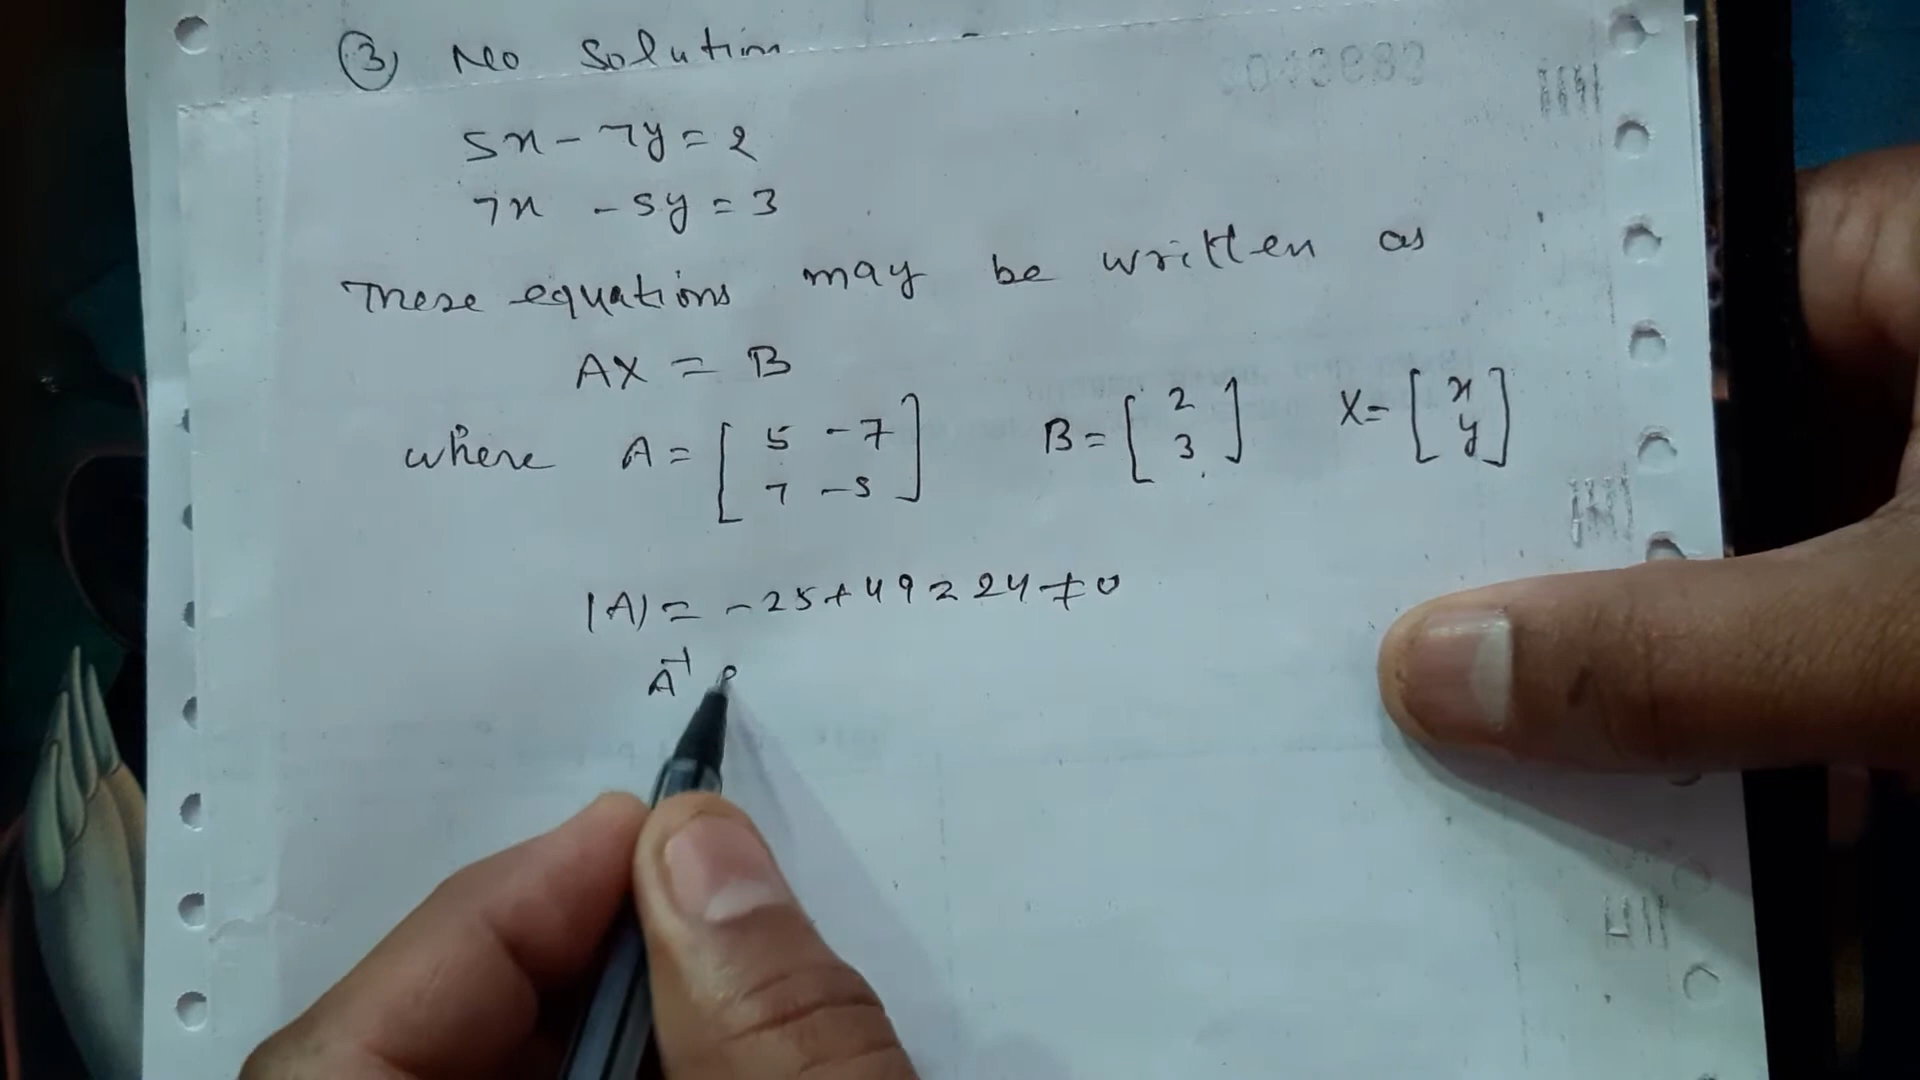 ③ No Solution
5x - 7y = 2
7x - 5y = 3
These equations may be written as
AX = B
where A = [ 5 -7 7 -5 ] B = [ 2 3 ] X = [ x y ]
|A| = -25 + 49 = 24 ≠ 0
A⁻¹